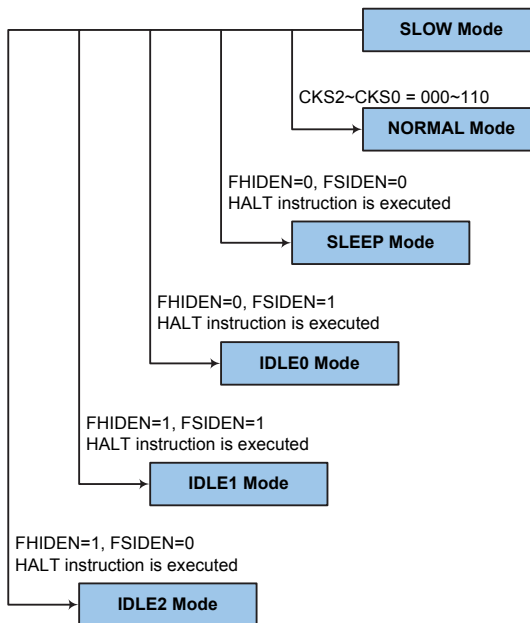 SLOW Mode
CKS2~CKS0 = 000~110
NORMAL Mode
FHIDEN=0, FSIDEN=0
HALT instruction is executed
SLEEP Mode
FHIDEN=0, FSIDEN=1
HALT instruction is executed
IDLE0 Mode
FHIDEN=1, FSIDEN=1
HALT instruction is executed
IDLE1 Mode
FHIDEN=1, FSIDEN=0
HALT instruction is executed
IDLE2 Mode